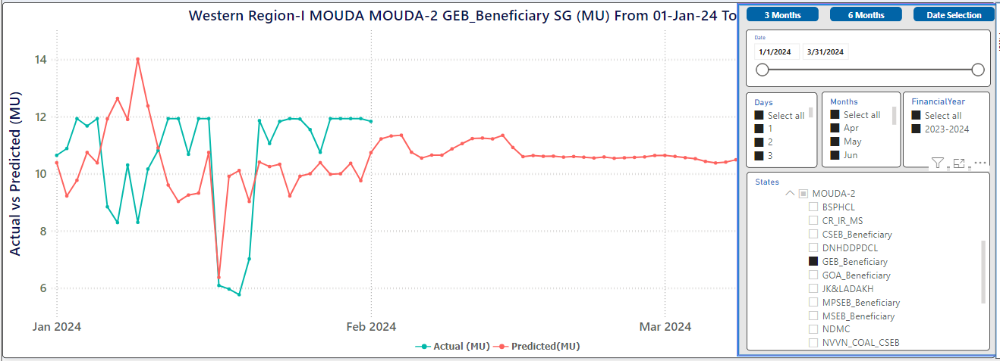 Western Region-I MOUDA MOUDA-2 GEB_Beneficiary SG (MU) From 01-Jan-24 To
3 Months
6 Months
Date Selection
Date
1/1/2024
3/31/2024
Days
Select all
1
2
3
Months
Select all
Apr
May
Jun
FinancialYear
Select all
2023-2024
States
MOUDA-2
BSPHCL
CR_IR_MS
CSEB_Beneficiary
DNHDDPDCL
GEB_Beneficiary
GOA_Beneficiary
JK&LADAKH
MPSEB_Beneficiary
MSEB_Beneficiary
NDMC
NVVN_COAL_CSEB
Actual vs Predicted (MU)
14
12
10
8
6
Jan 2024
Feb 2024
Mar 2024
Actual (MU)
Predicted(MU)